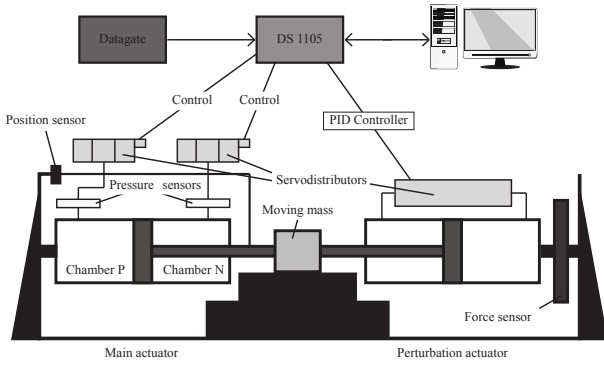 Datagate
DS 1105
Control
Control
Position sensor
PID Controller
Pressure sensors
Servodistributors
Moving mass
Chamber P
Chamber N
Force sensor
Main actuator
Perturbation actuator